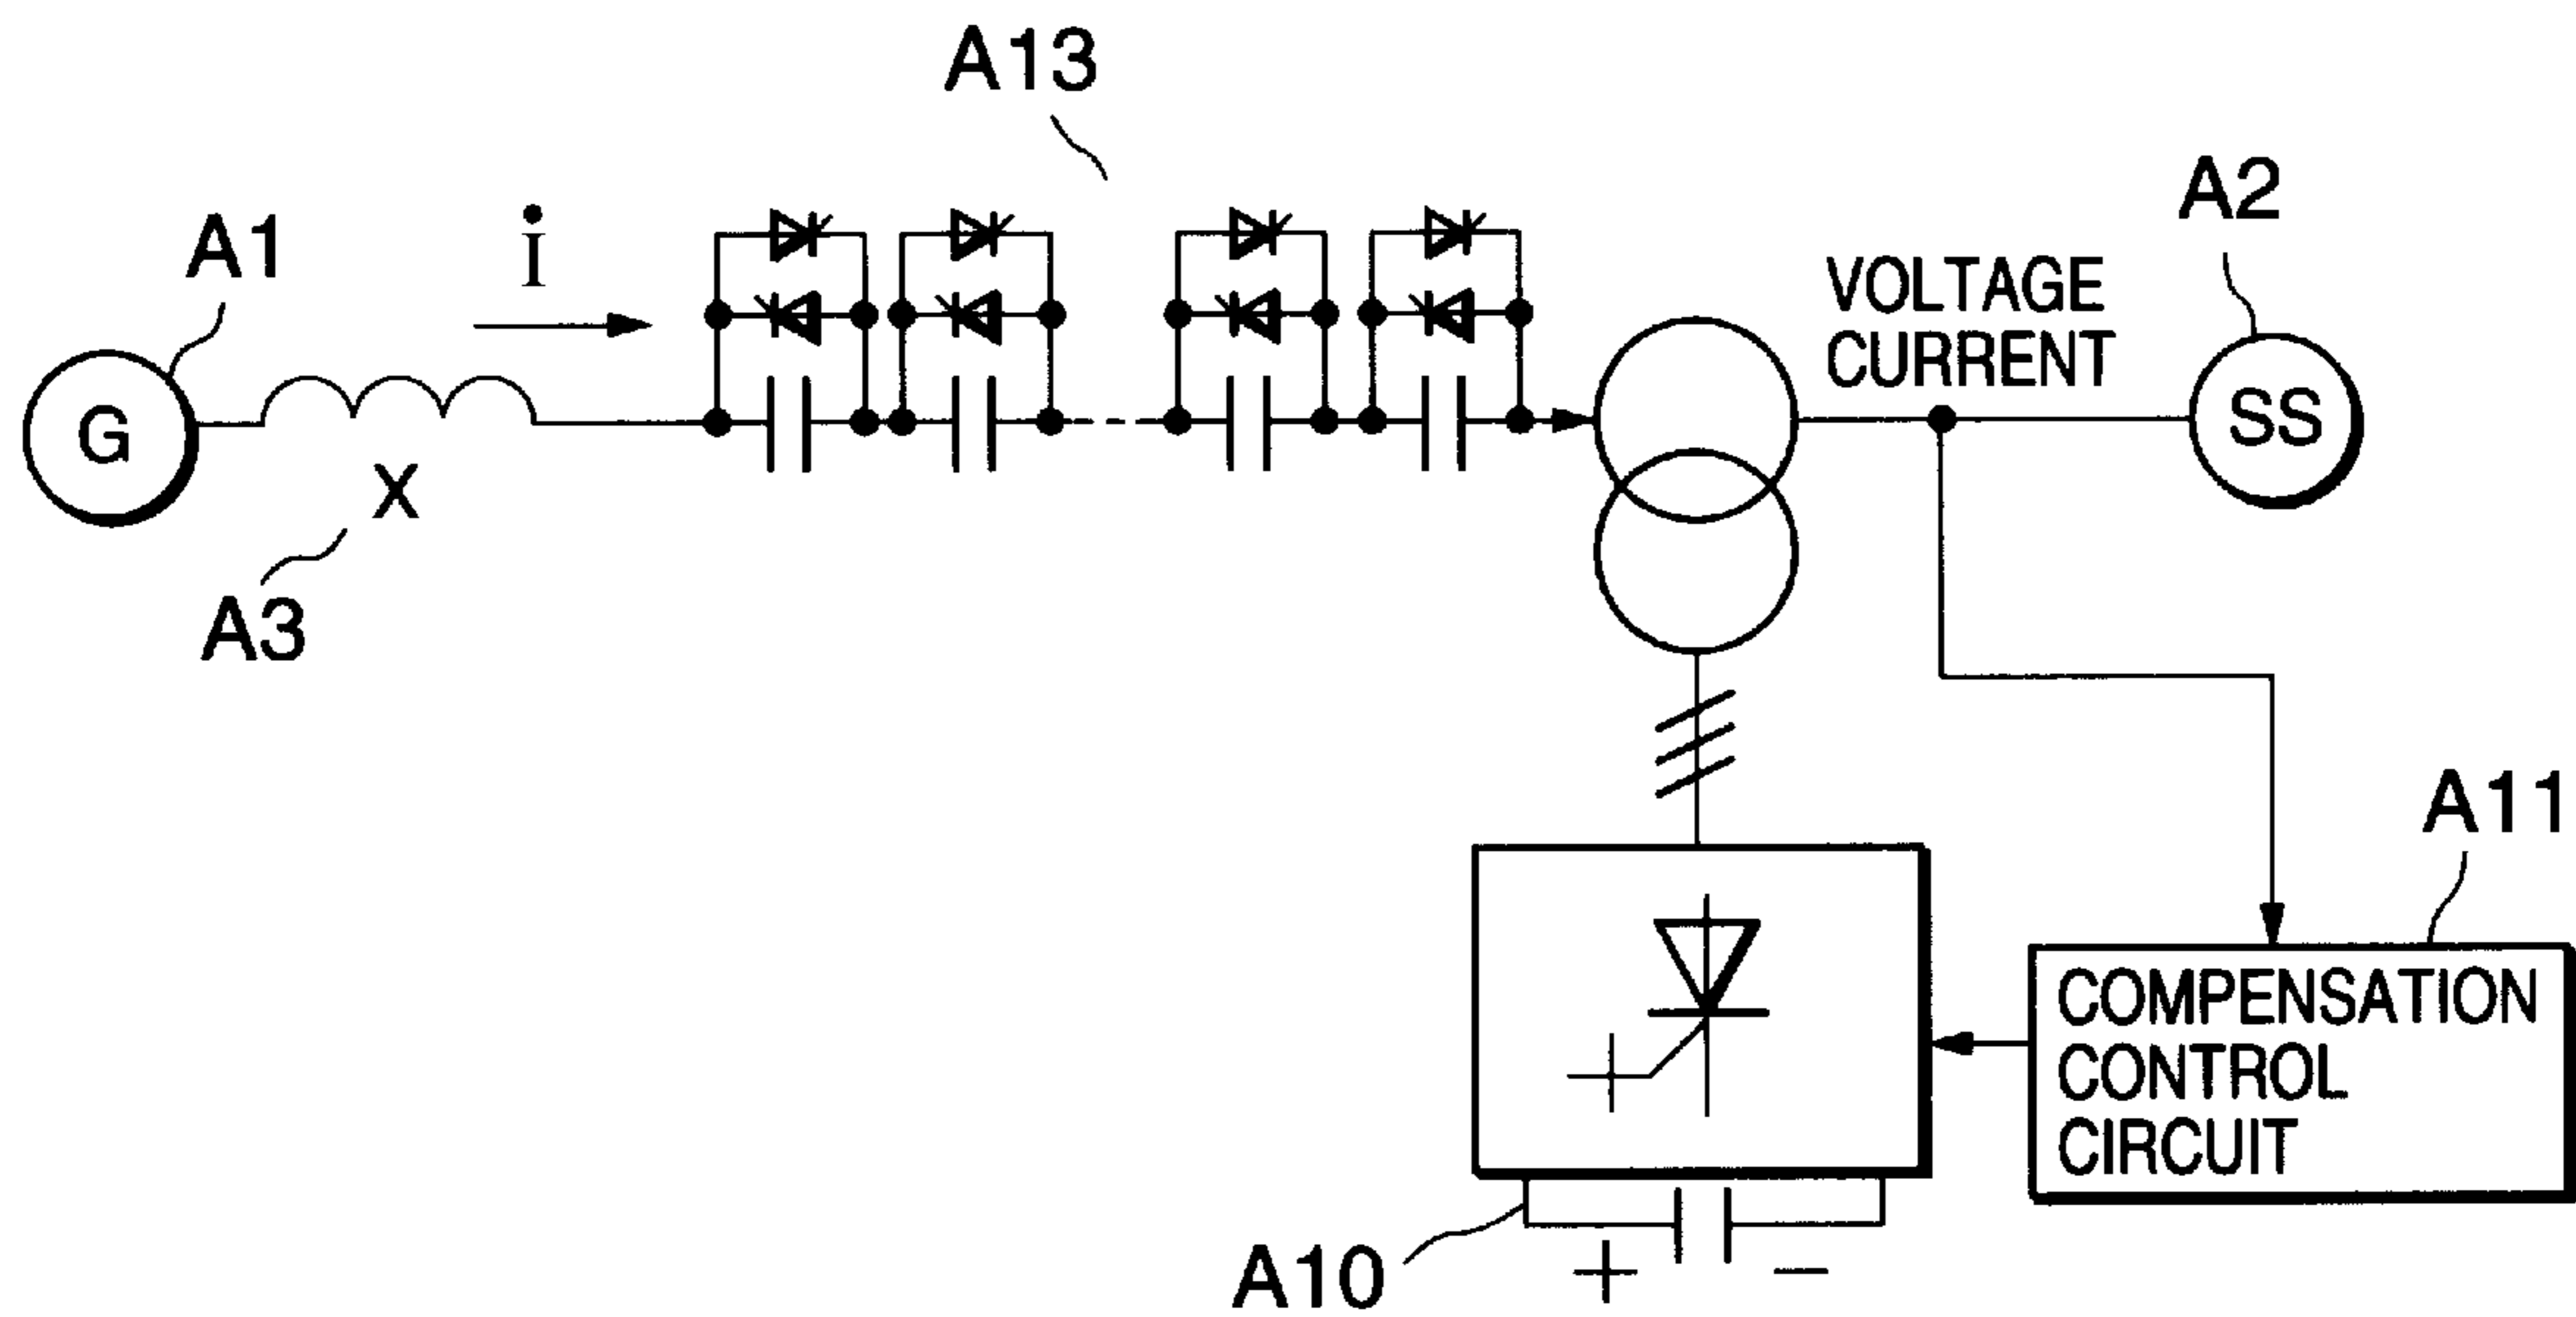 A13
A1
i
A2
VOLTAGE
CURRENT
G
SS
X
A3
A11
COMPENSATION
CONTROL
CIRCUIT
A10
+
−